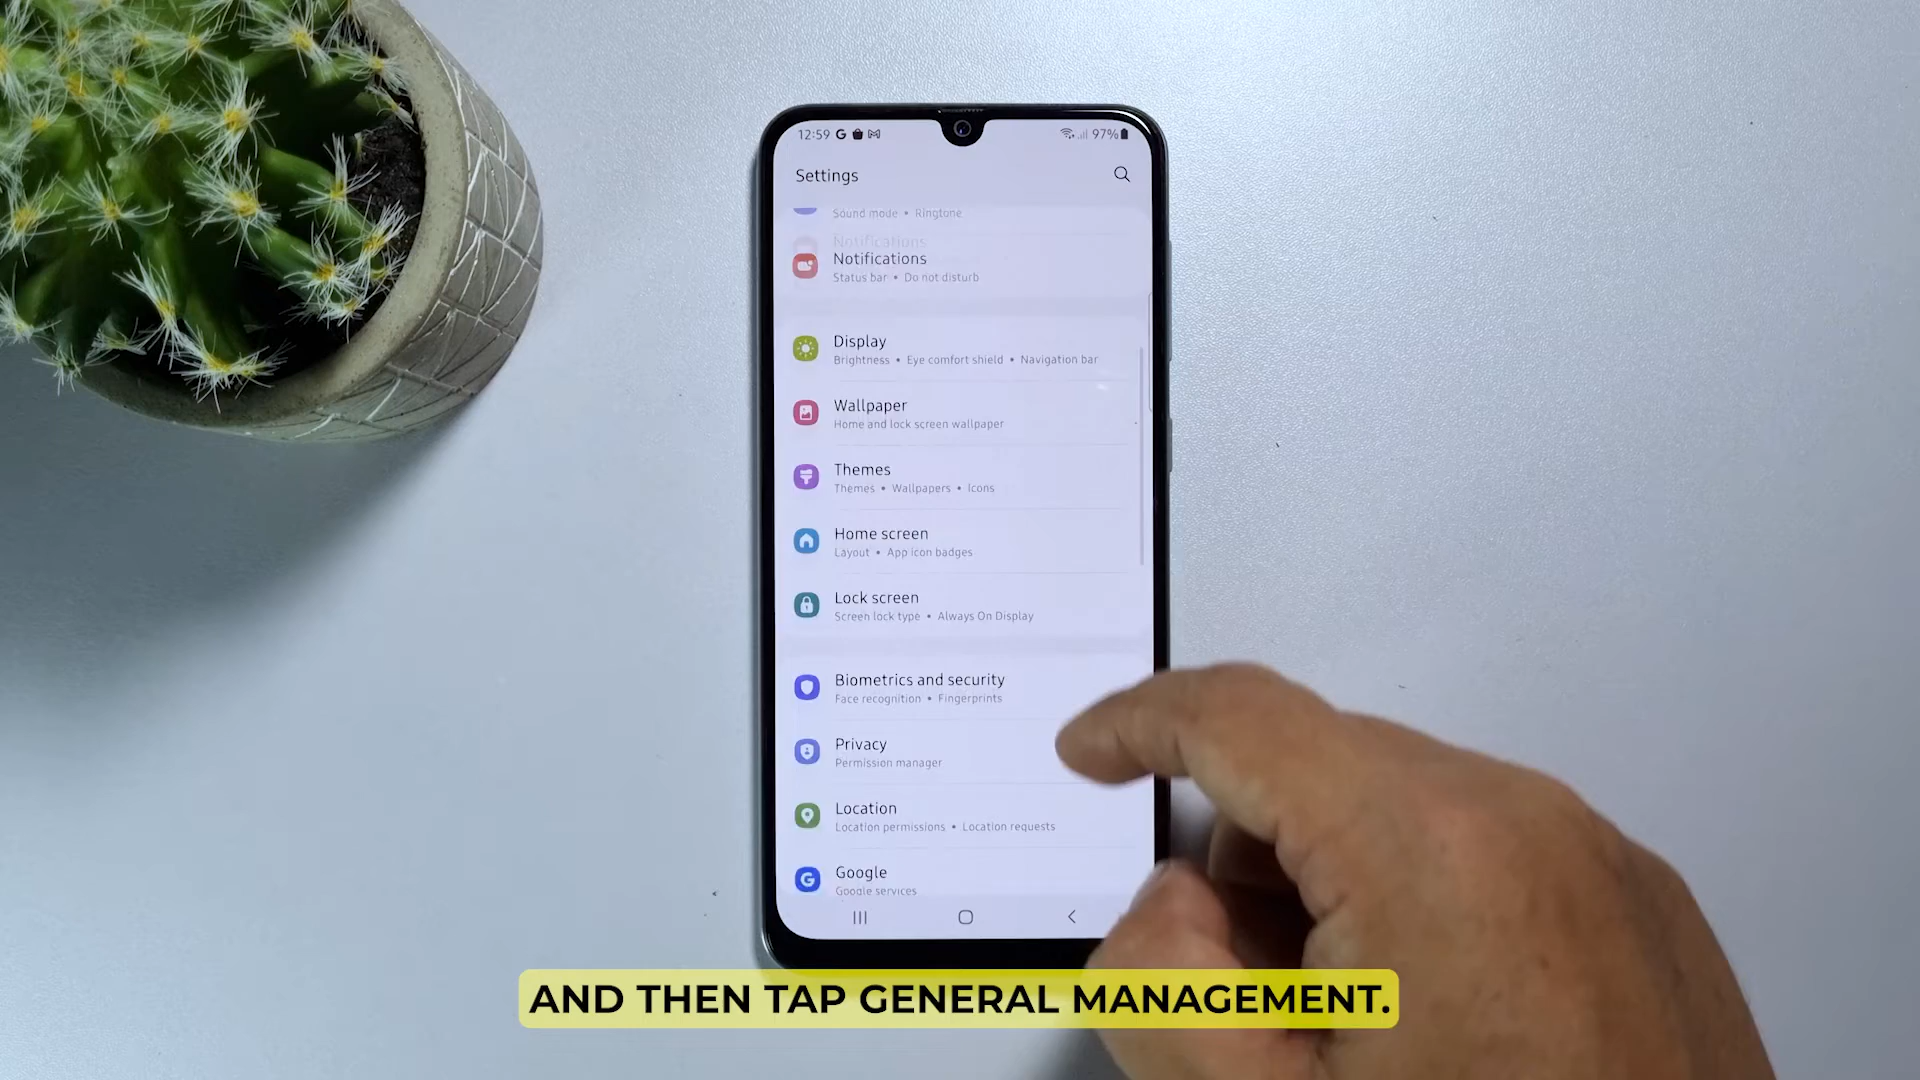 12:59 G 97%
Settings
Sound mode • Ringtone
Notifications
Notifications
Status bar • Do not disturb
Display
Brightness • Eye comfort shield • Navigation bar
Wallpaper
Home and lock screen wallpaper
Themes
Themes • Wallpapers • Icons
Home screen
Layout • App icon badges
Lock screen
Screen lock type • Always On Display
Biometrics and security
Face recognition • Fingerprints
Privacy
Permission manager
Location
Location permissions • Location requests
G Google
Google services
AND THEN TAP GENERAL MANAGEMENT.